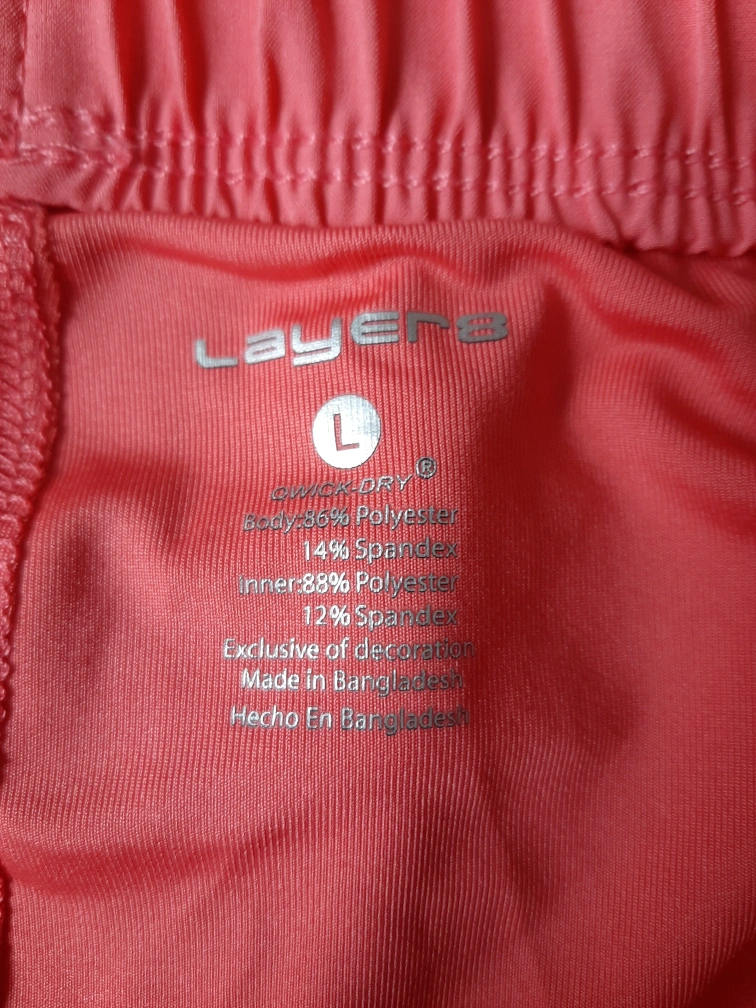 Layer8
L
QWICK-DRY®
Body:86% Polyester
14% Spandex
Inner:88% Polyester
12% Spandex
Exclusive of decoration
Made in Bangladesh
Hecho En Bangladesh